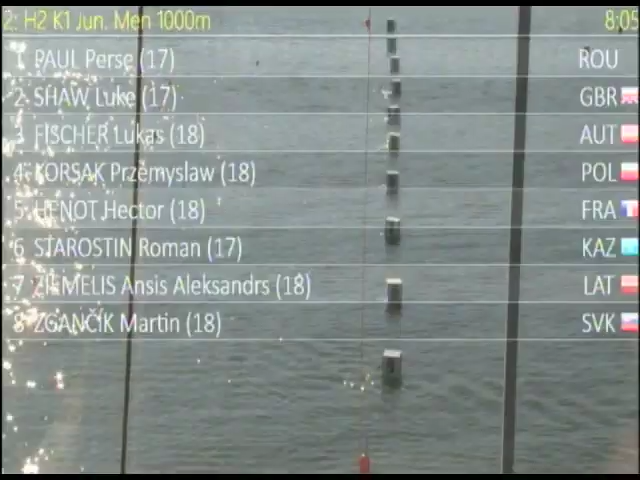 2: H2 K1 Jun. Men 1000m 8:05
1 PAUL Perse (17) ROU
2 SHAW Luke (17) GBR
3 FISCHER Lukas (18) AUT
4 KORSAK Przemyslaw (18) POL
5 HENOT Hector (18) FRA
6 STAROSTIN Roman (17) KAZ
7 ZIEMELIS Ansis Aleksandrs (18) LAT
8 ZGANČIK Martin (18) SVK